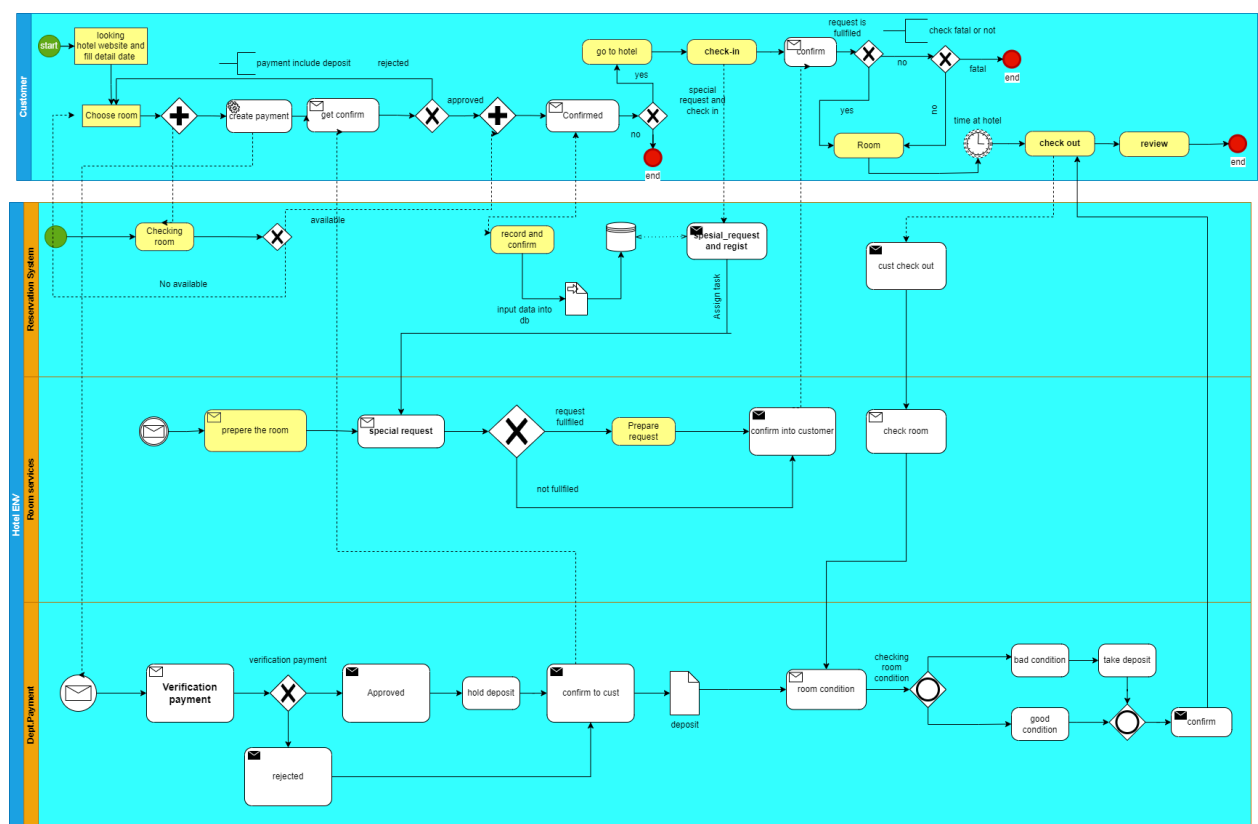 Customer
start
looking
hotel website and
fill detail date
payment include deposit
rejected
Choose room
create payment
get confirm
approved
Confirmed
go to hotel
yes
no
end
check-in
special
request and
check in
confirm
request is
fullfiled
check fatal or not
no
fatal
end
yes
no
Room
time at hotel
check out
review
end
Hotel ENV
Reservation System
Checking
room
available
No available
record and
confirm
input data into
db
spesial_request
and regist
Assign task
cust check out
Room services
prepere the room
special request
request
fullfiled
Prepare
request
not fullfiled
confirm into customer
check room
Dept.Payment
Verification
payment
verification payment
Approved
hold deposit
confirm to cust
rejected
deposit
room condition
checking
room condition
bad condition
take deposit
good
condition
confirm